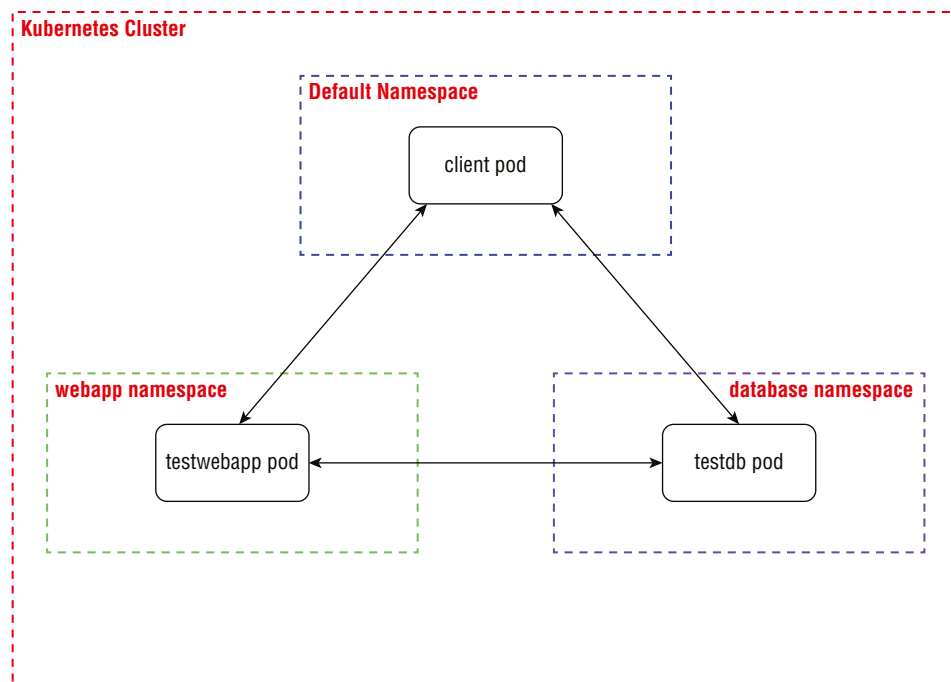 Kubernetes Cluster
Default Namespace
client pod
webapp namespace
database namespace
testwebapp pod
testdb pod